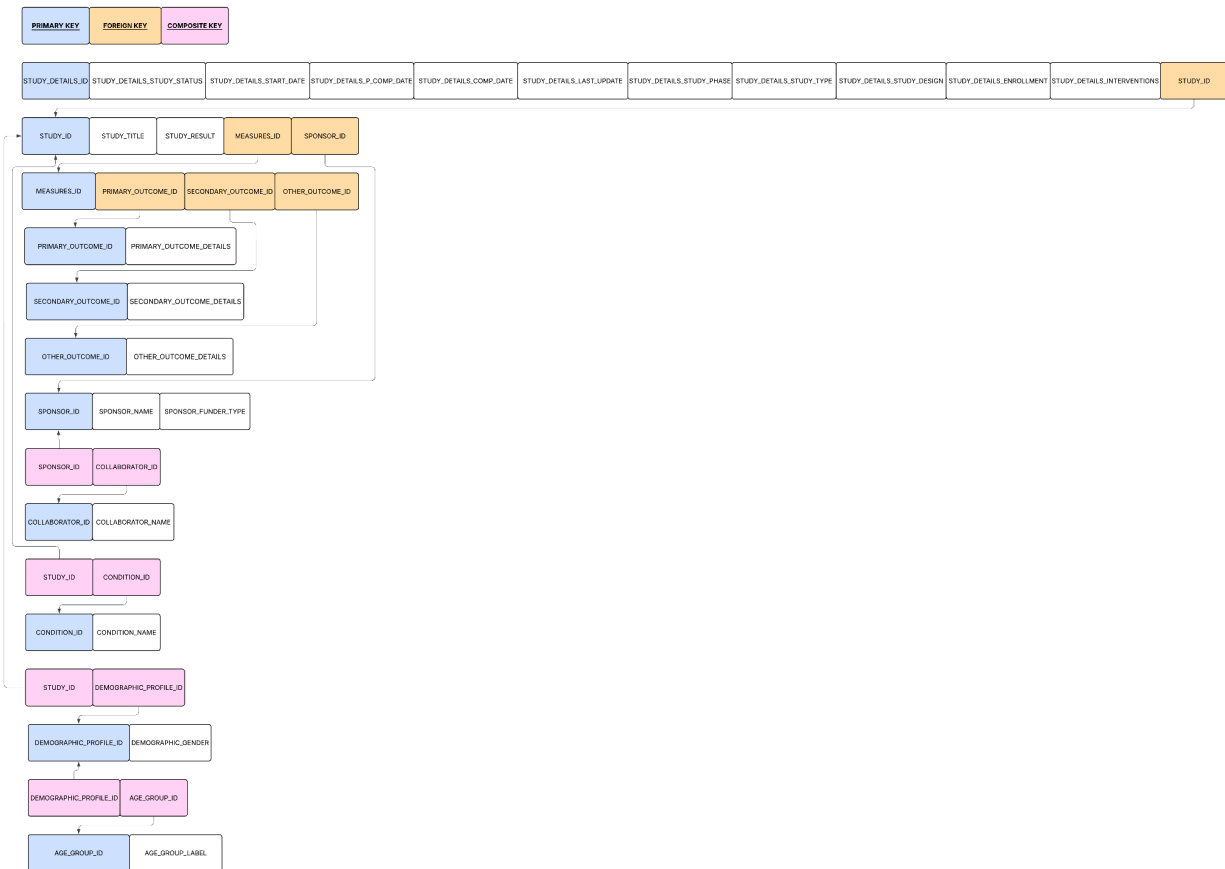 PRIMARY KEY FOREIGN KEY COMPOSITE KEY
STUDY_DETAILS_ID STUDY_DETAILS_STUDY_STATUS STUDY_DETAILS_START_DATE STUDY_DETAILS_P_COMP_DATE STUDY_DETAILS_COMP_DATE STUDY_DETAILS_LAST_UPDATE STUDY_DETAILS_STUDY_PHASE STUDY_DETAILS_STUDY_TYPE STUDY_DETAILS_STUDY_DESIGN STUDY_DETAILS_ENROLLMENT STUDY_DETAILS_INTERVENTIONS STUDY_ID
STUDY_ID STUDY_TITLE STUDY_RESULT MEASURES_ID SPONSOR_ID
MEASURES_ID PRIMARY_OUTCOME_ID SECONDARY_OUTCOME_ID OTHER_OUTCOME_ID
PRIMARY_OUTCOME_ID PRIMARY_OUTCOME_DETAILS
SECONDARY_OUTCOME_ID SECONDARY_OUTCOME_DETAILS
OTHER_OUTCOME_ID OTHER_OUTCOME_DETAILS
SPONSOR_ID SPONSOR_NAME SPONSOR_FUNDER_TYPE
SPONSOR_ID COLLABORATOR_ID
COLLABORATOR_ID COLLABORATOR_NAME
STUDY_ID CONDITION_ID
CONDITION_ID CONDITION_NAME
STUDY_ID DEMOGRAPHIC_PROFILE_ID
DEMOGRAPHIC_PROFILE_ID DEMOGRAPHIC_GENDER
DEMOGRAPHIC_PROFILE_ID AGE_GROUP_ID
AGE_GROUP_ID AGE_GROUP_LABEL